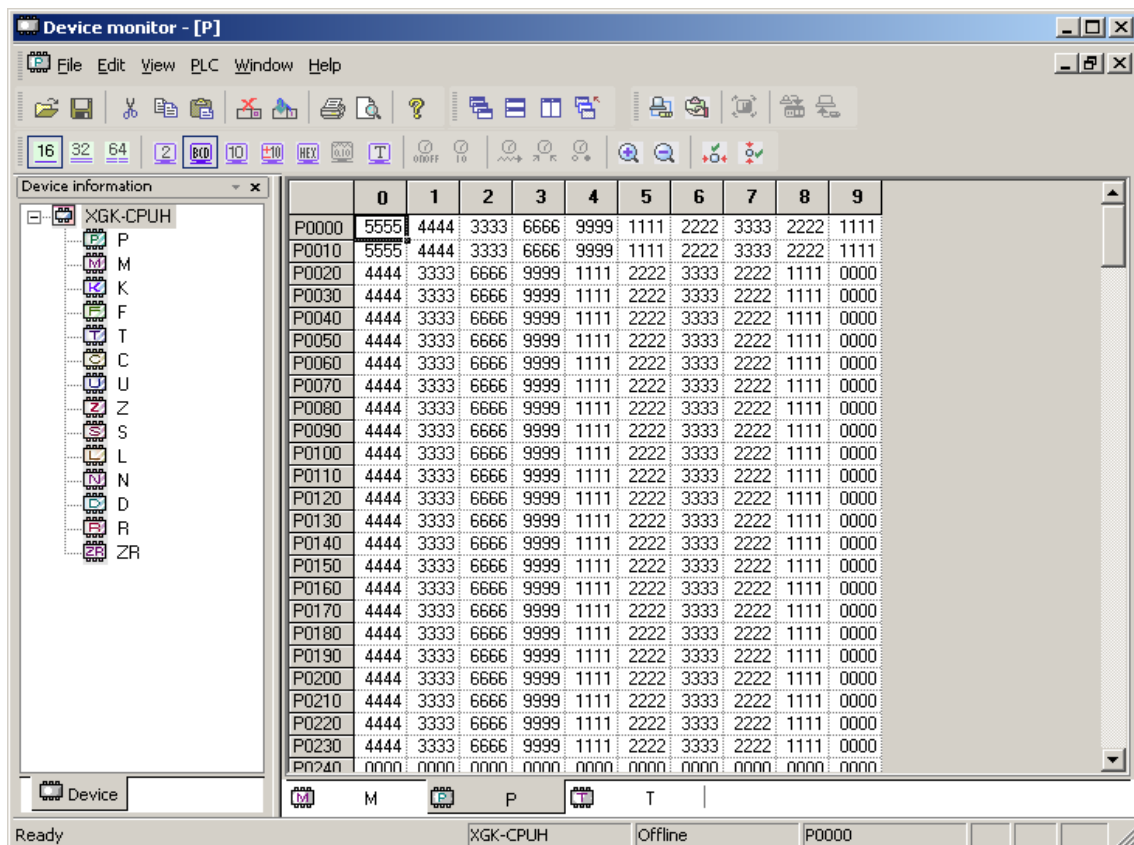 Device monitor - [P]
File Edit View PLC Window Help
16 32 64 2 BCD 10 ±10 HEX 0.10 T ON0FF 10
Device information
XGK-CPUH
P
M
K
F
T
C
U
Z
S
L
N
D
R
ZR
Device
0 1 2 3 4 5 6 7 8 9
P0000 5555 4444 3333 6666 9999 1111 2222 3333 2222 1111
P0010 5555 4444 3333 6666 9999 1111 2222 3333 2222 1111
P0020 4444 3333 6666 9999 1111 2222 3333 2222 1111 0000
P0030 4444 3333 6666 9999 1111 2222 3333 2222 1111 0000
P0040 4444 3333 6666 9999 1111 2222 3333 2222 1111 0000
P0050 4444 3333 6666 9999 1111 2222 3333 2222 1111 0000
P0060 4444 3333 6666 9999 1111 2222 3333 2222 1111 0000
P0070 4444 3333 6666 9999 1111 2222 3333 2222 1111 0000
P0080 4444 3333 6666 9999 1111 2222 3333 2222 1111 0000
P0090 4444 3333 6666 9999 1111 2222 3333 2222 1111 0000
P0100 4444 3333 6666 9999 1111 2222 3333 2222 1111 0000
P0110 4444 3333 6666 9999 1111 2222 3333 2222 1111 0000
P0120 4444 3333 6666 9999 1111 2222 3333 2222 1111 0000
P0130 4444 3333 6666 9999 1111 2222 3333 2222 1111 0000
P0140 4444 3333 6666 9999 1111 2222 3333 2222 1111 0000
P0150 4444 3333 6666 9999 1111 2222 3333 2222 1111 0000
P0160 4444 3333 6666 9999 1111 2222 3333 2222 1111 0000
P0170 4444 3333 6666 9999 1111 2222 3333 2222 1111 0000
P0180 4444 3333 6666 9999 1111 2222 3333 2222 1111 0000
P0190 4444 3333 6666 9999 1111 2222 3333 2222 1111 0000
P0200 4444 3333 6666 9999 1111 2222 3333 2222 1111 0000
P0210 4444 3333 6666 9999 1111 2222 3333 2222 1111 0000
P0220 4444 3333 6666 9999 1111 2222 3333 2222 1111 0000
P0230 4444 3333 6666 9999 1111 2222 3333 2222 1111 0000
P0240 0000 0000 0000 0000 0000 0000 0000 0000 0000 0000
M P T
Ready XGK-CPUH Offline P0000